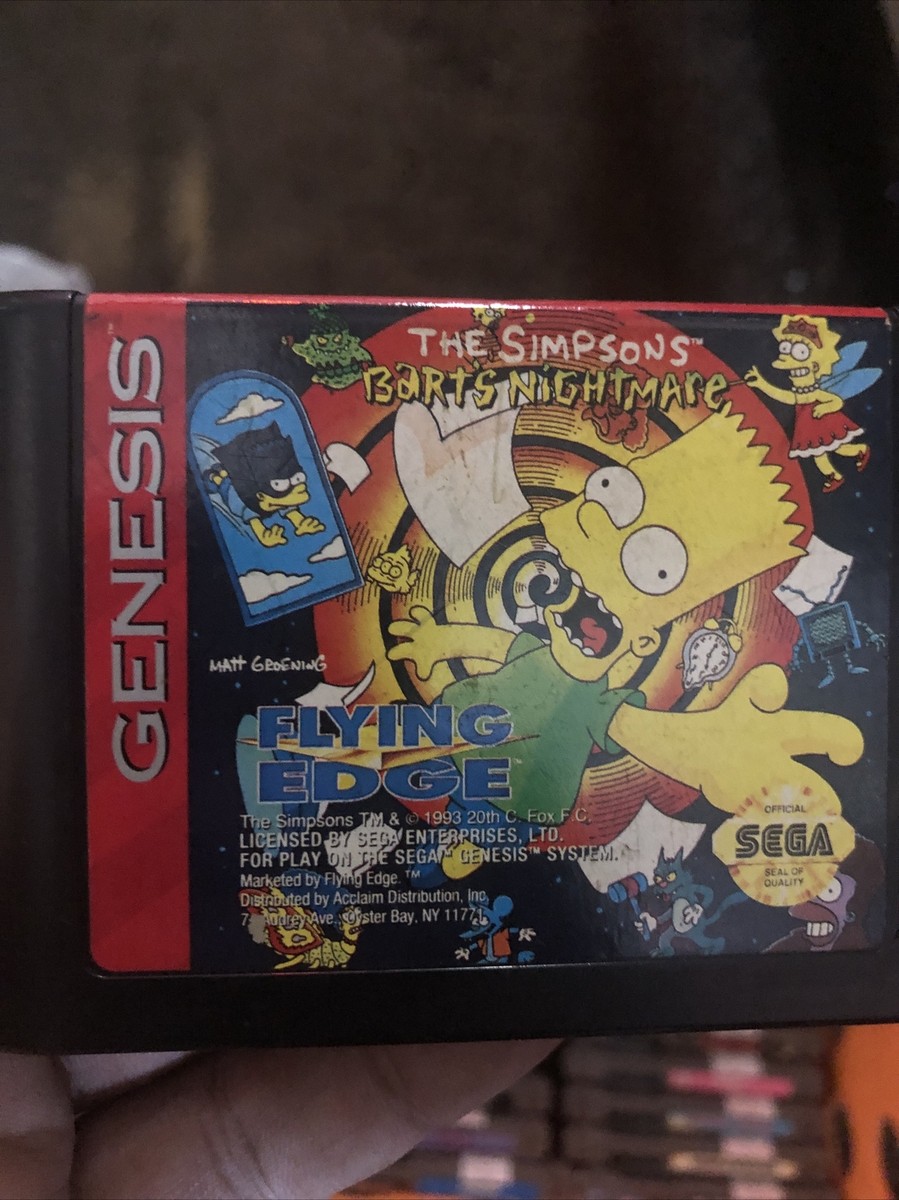 GENESIS
THE SIMPSONS™
BART'S NIGHTMARE
MATT GROENING
FLYING
EDGE™
The Simpsons TM & © 1993 20th C. Fox F.C.
LICENSED BY SEGA ENTERPRISES, LTD.
FOR PLAY ON THE SEGA™ GENESIS™ SYSTEM.
Marketed by Flying Edge.™
Distributed by Acclaim Distribution, Inc.
Audrey Ave., Oyster Bay, NY 11771
OFFICIAL
SEGA
SEAL OF
QUALITY